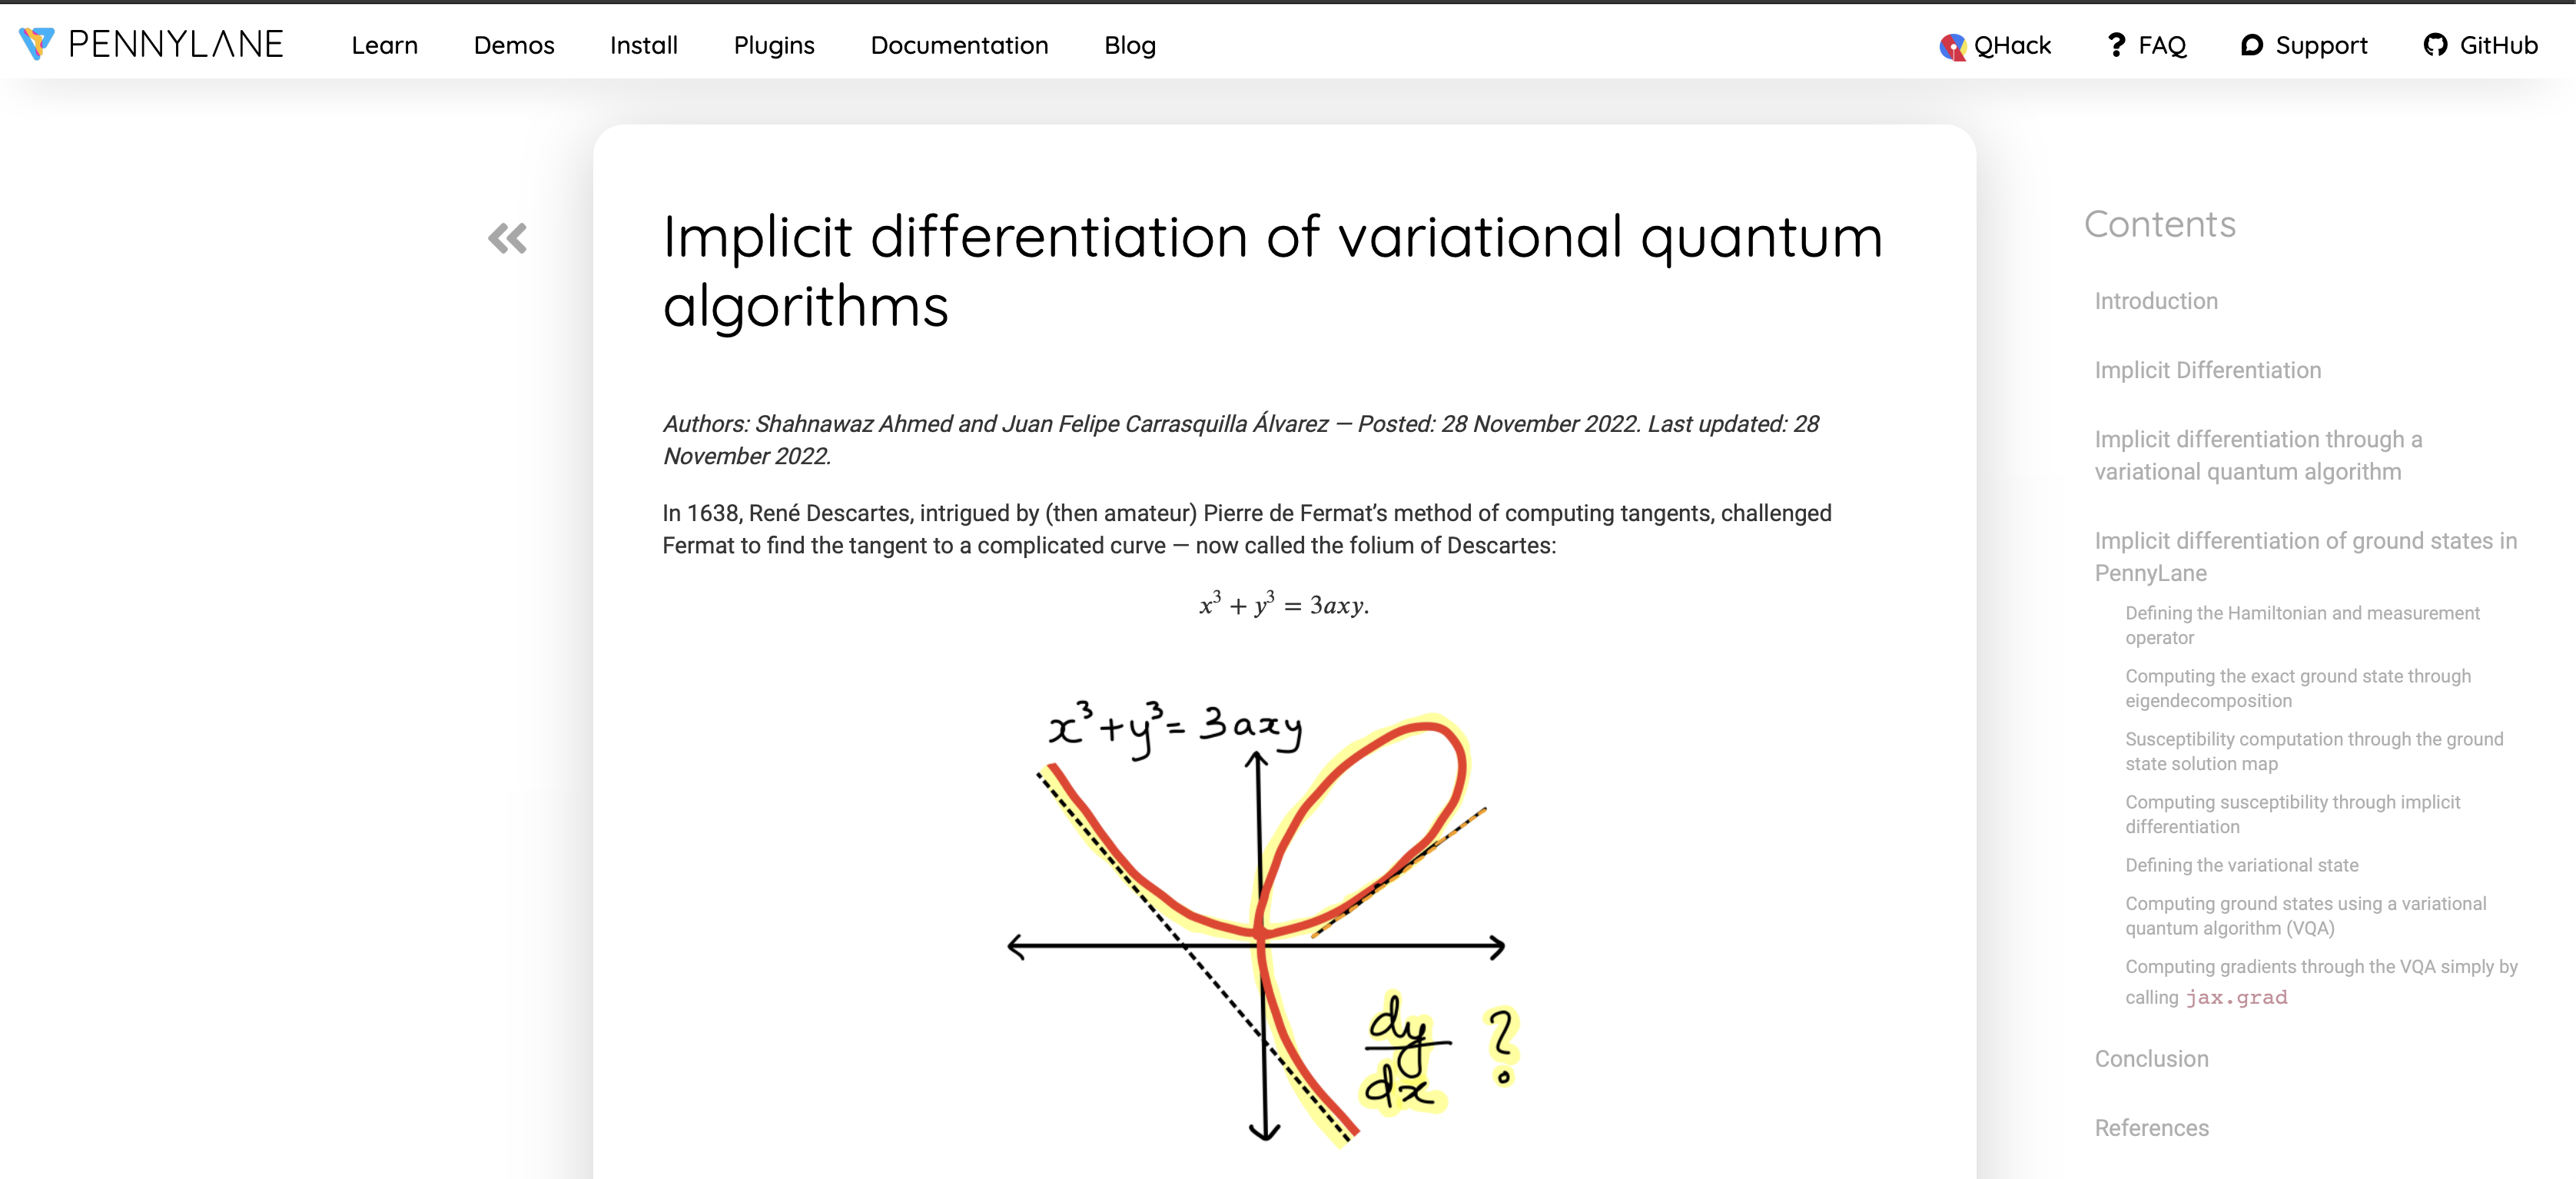 PENNYLANE Learn Demos Install Plugins Documentation Blog QHack ? FAQ Support GitHub
Implicit differentiation of variational quantum
algorithms
Authors: Shahnawaz Ahmed and Juan Felipe Carrasquilla Álvarez — Posted: 28 November 2022. Last updated: 28
November 2022.
In 1638, René Descartes, intrigued by (then amateur) Pierre de Fermat’s method of computing tangents, challenged
Fermat to find the tangent to a complicated curve — now called the folium of Descartes:
x³ + y³ = 3axy.
x³+y³= 3axy
dy
dx
?
Contents
Introduction
Implicit Differentiation
Implicit differentiation through a
variational quantum algorithm
Implicit differentiation of ground states in
PennyLane
Defining the Hamiltonian and measurement
operator
Computing the exact ground state through
eigendecomposition
Susceptibility computation through the ground
state solution map
Computing susceptibility through implicit
differentiation
Defining the variational state
Computing ground states using a variational
quantum algorithm (VQA)
Computing gradients through the VQA simply by
calling jax.grad
Conclusion
References